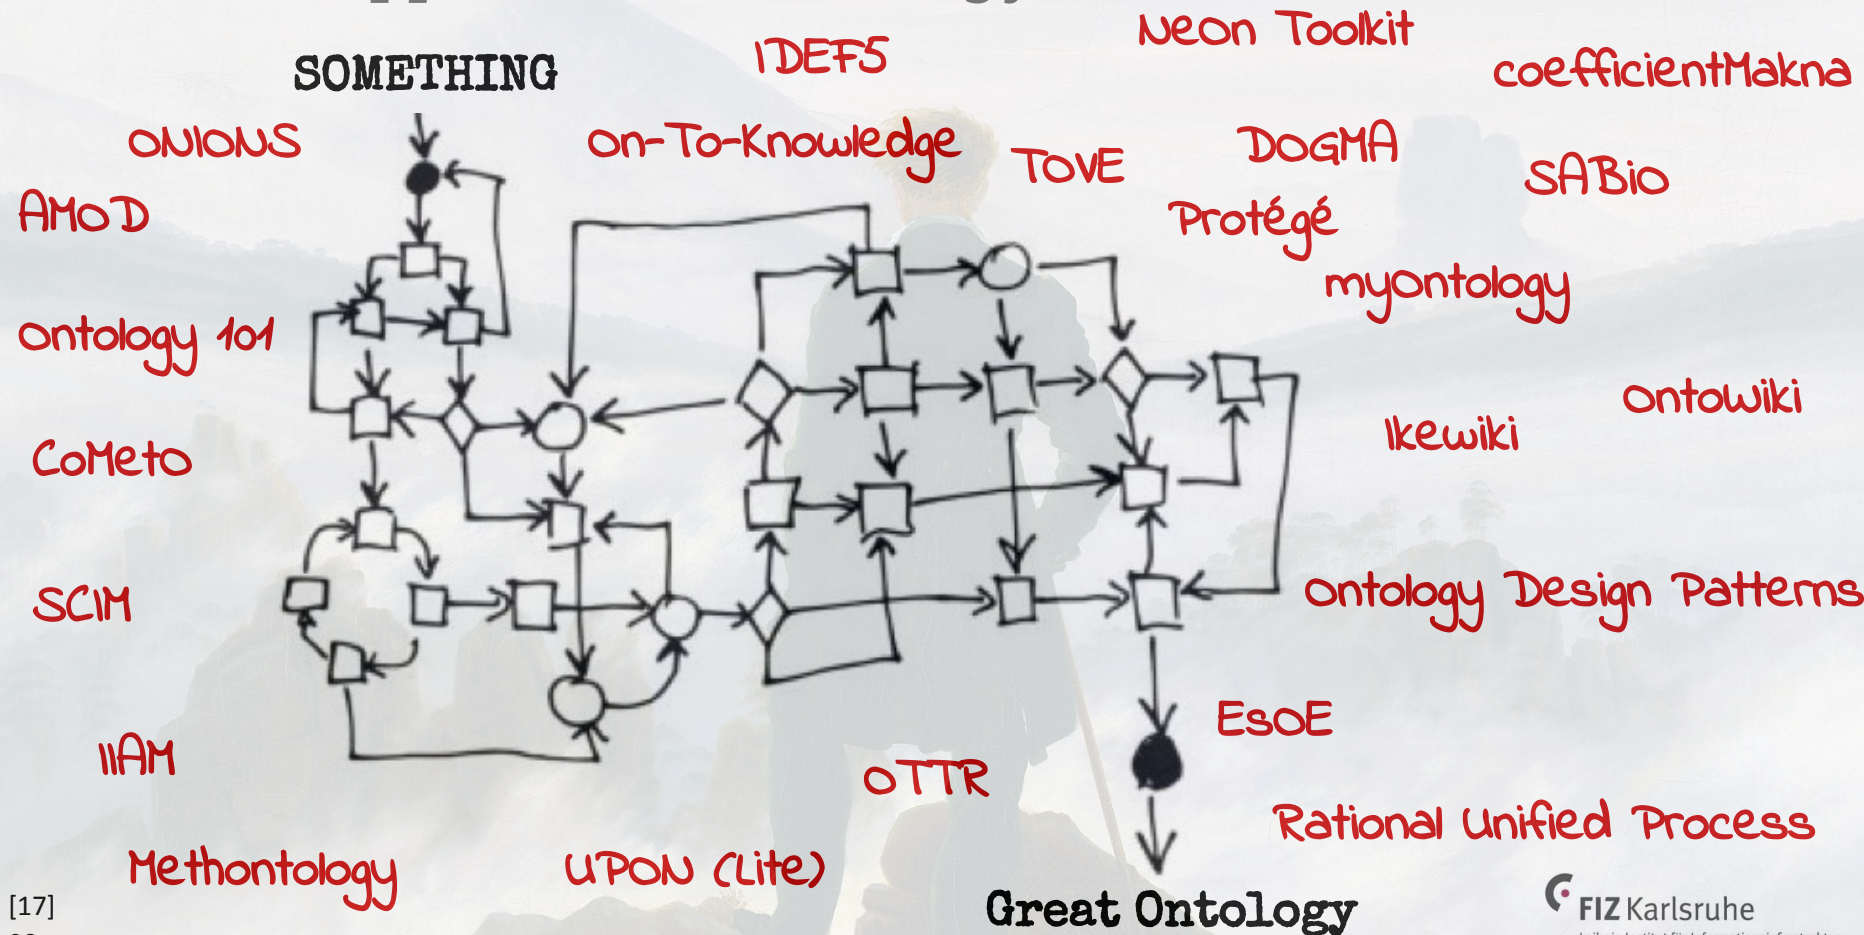 Neon Toolkit
IDEF5
SOMETHING
coefficientMakna
ONIONS
On-To-Knowledge
TOVE
DOGMA
SABiO
AMOD
Protégé
myOntology
Ontology 101
OntoWiki
Ikewiki
CoMetO
SCIM
Ontology Design Patterns
EsOE
IIAM
OTTR
Rational Unified Process
Methontology
UPON (Lite)
Great Ontology
[17]
FIZ Karlsruhe